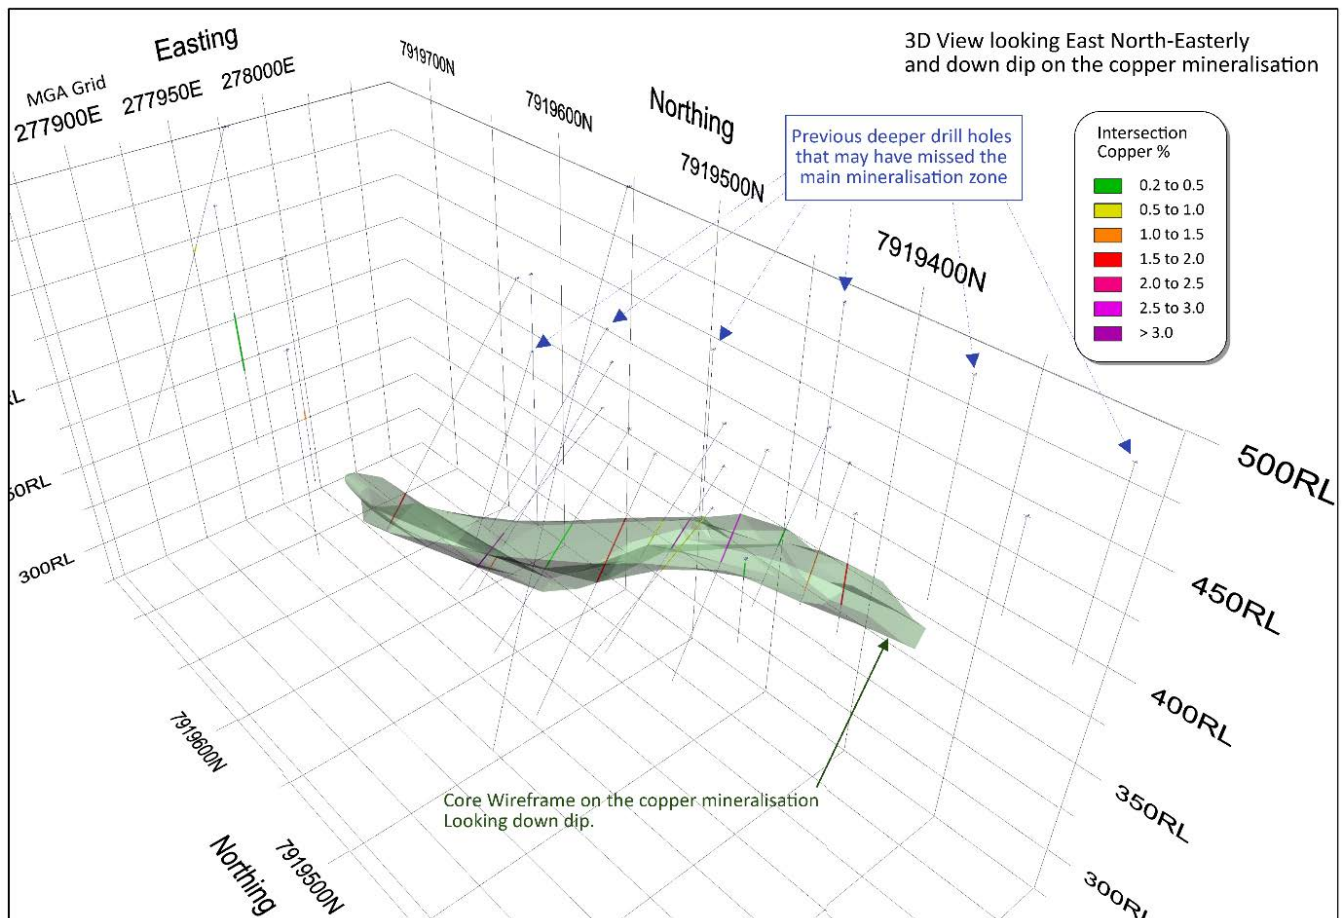 3D View looking East North-Easterly
and down dip on the copper mineralisation
Easting
MGA Grid
277900E
277950E
278000E
7919700N
7919600N
Northing
7919500N
7919400N
Previous deeper drill holes
that may have missed the
main mineralisation zone
Intersection
Copper %
0.2 to 0.5
0.5 to 1.0
1.0 to 1.5
1.5 to 2.0
2.0 to 2.5
2.5 to 3.0
> 3.0
500RL
450RL
400RL
350RL
300RL
RL
50RL
300RL
7919600N
7919500N
Northing
Core Wireframe on the copper mineralisation
Looking down dip.